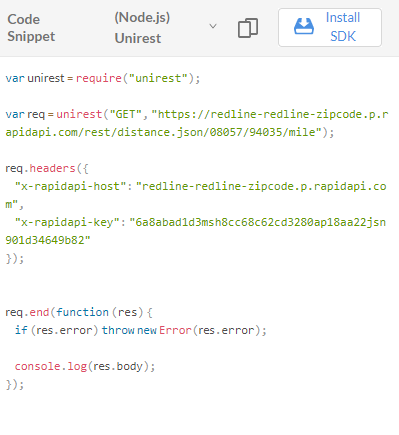 Code Snippet (Node.js) Unirest Install SDK
var unirest = require("unirest");
var req = unirest("GET", "https://redline-redline-zipcode.p.r
apidapi.com/rest/distance.json/08057/94035/mile");
req.headers({
"x-rapidapi-host": "redline-redline-zipcode.p.rapidapi.co
m",
"x-rapidapi-key": "6a8abad1d3msh8cc68c62cd3280ap18aa22jsn
901d34649b82"
});
req.end(function (res) {
if (res.error) throw new Error(res.error);
console.log(res.body);
});